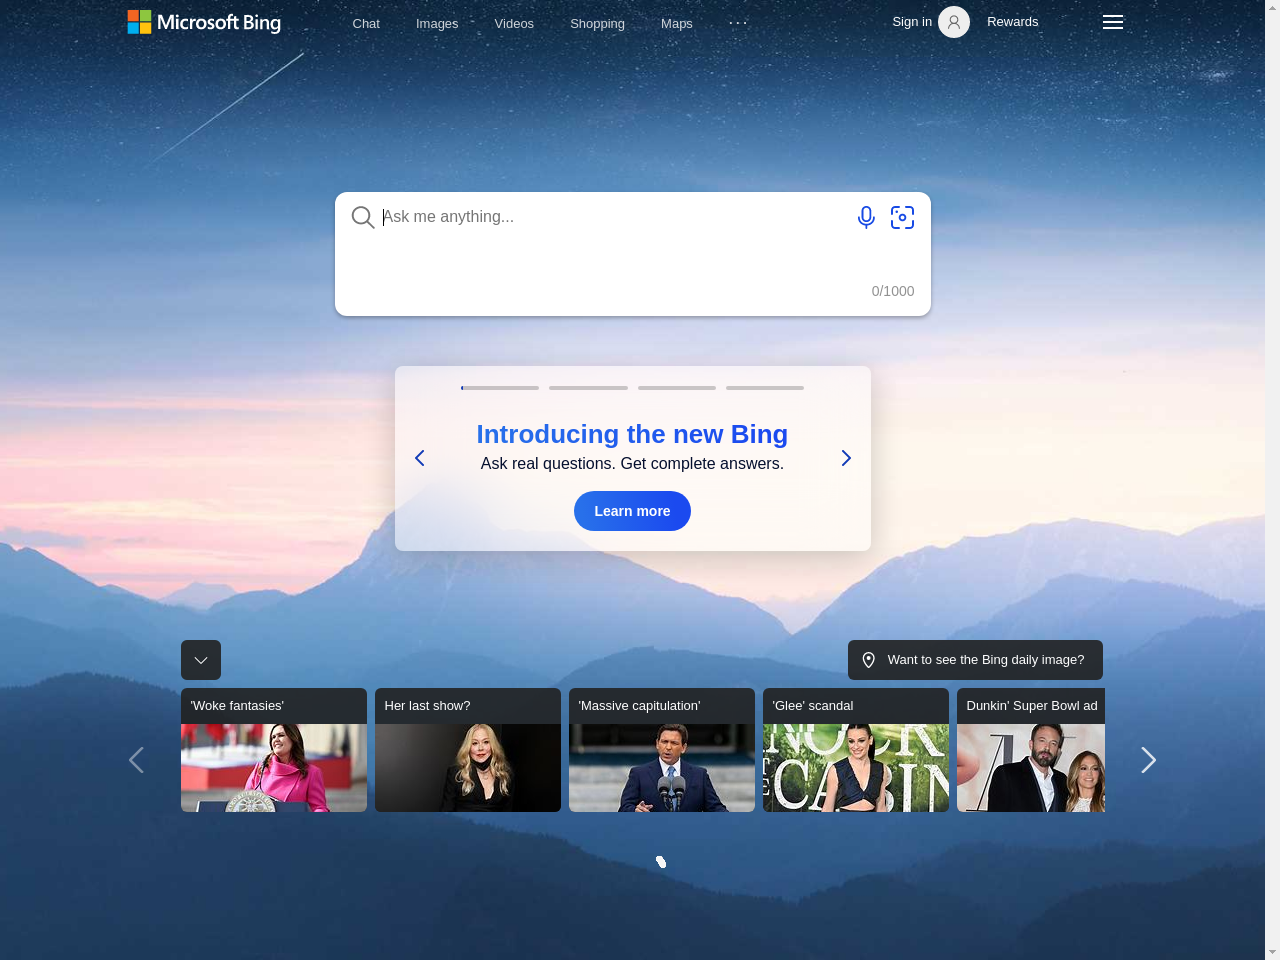 Microsoft Bing
Chat Images Videos Shopping Maps ...
Sign in Rewards
Ask me anything...
0/1000
Introducing the new Bing
Ask real questions. Get complete answers.
Learn more
Want to see the Bing daily image?
'Woke fantasies'
Her last show?
'Massive capitulation'
'Glee' scandal
Dunkin' Super Bowl ad
CABIN